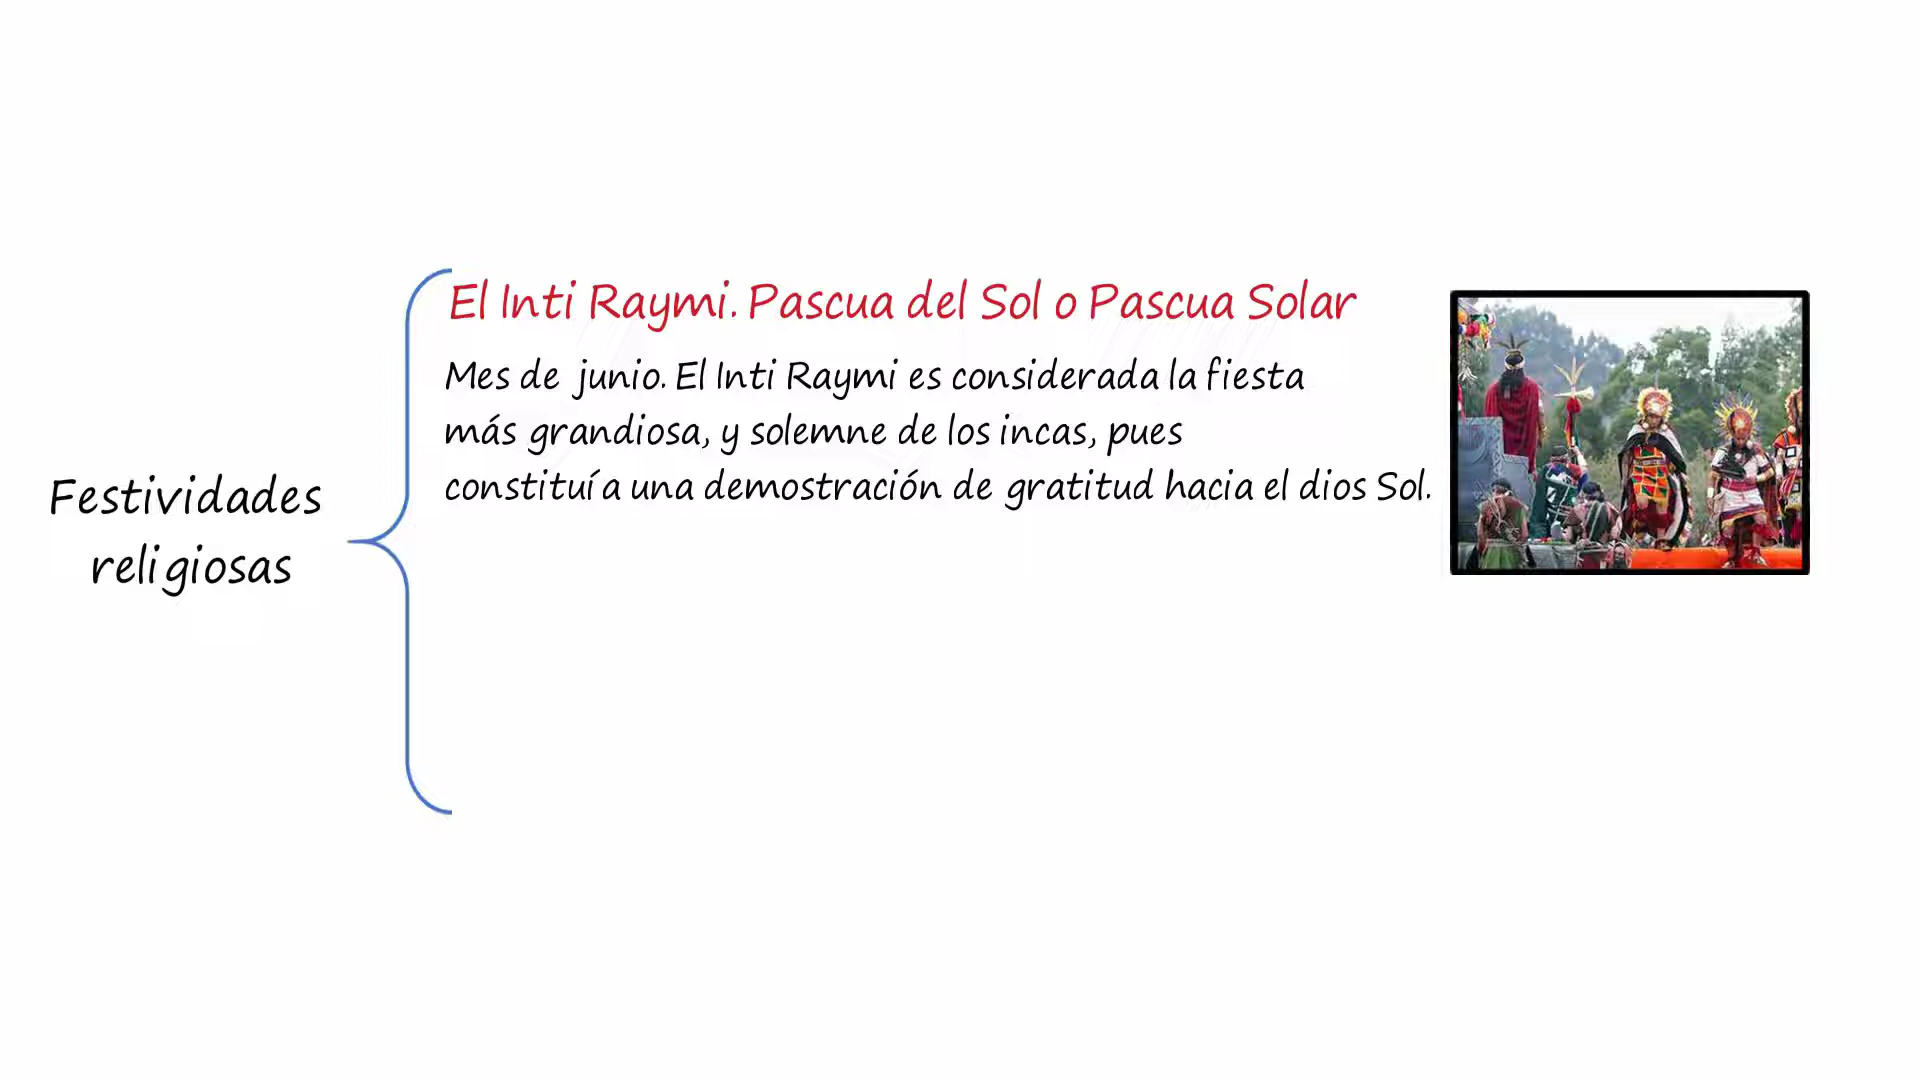 Festividades
religiosas
El Inti Raymi. Pascua del Sol o Pascua Solar
Mes de junio. El Inti Raymi es considerada la fiesta
más grandiosa, y solemne de los incas, pues
constituía una demostración de gratitud hacia el dios Sol.